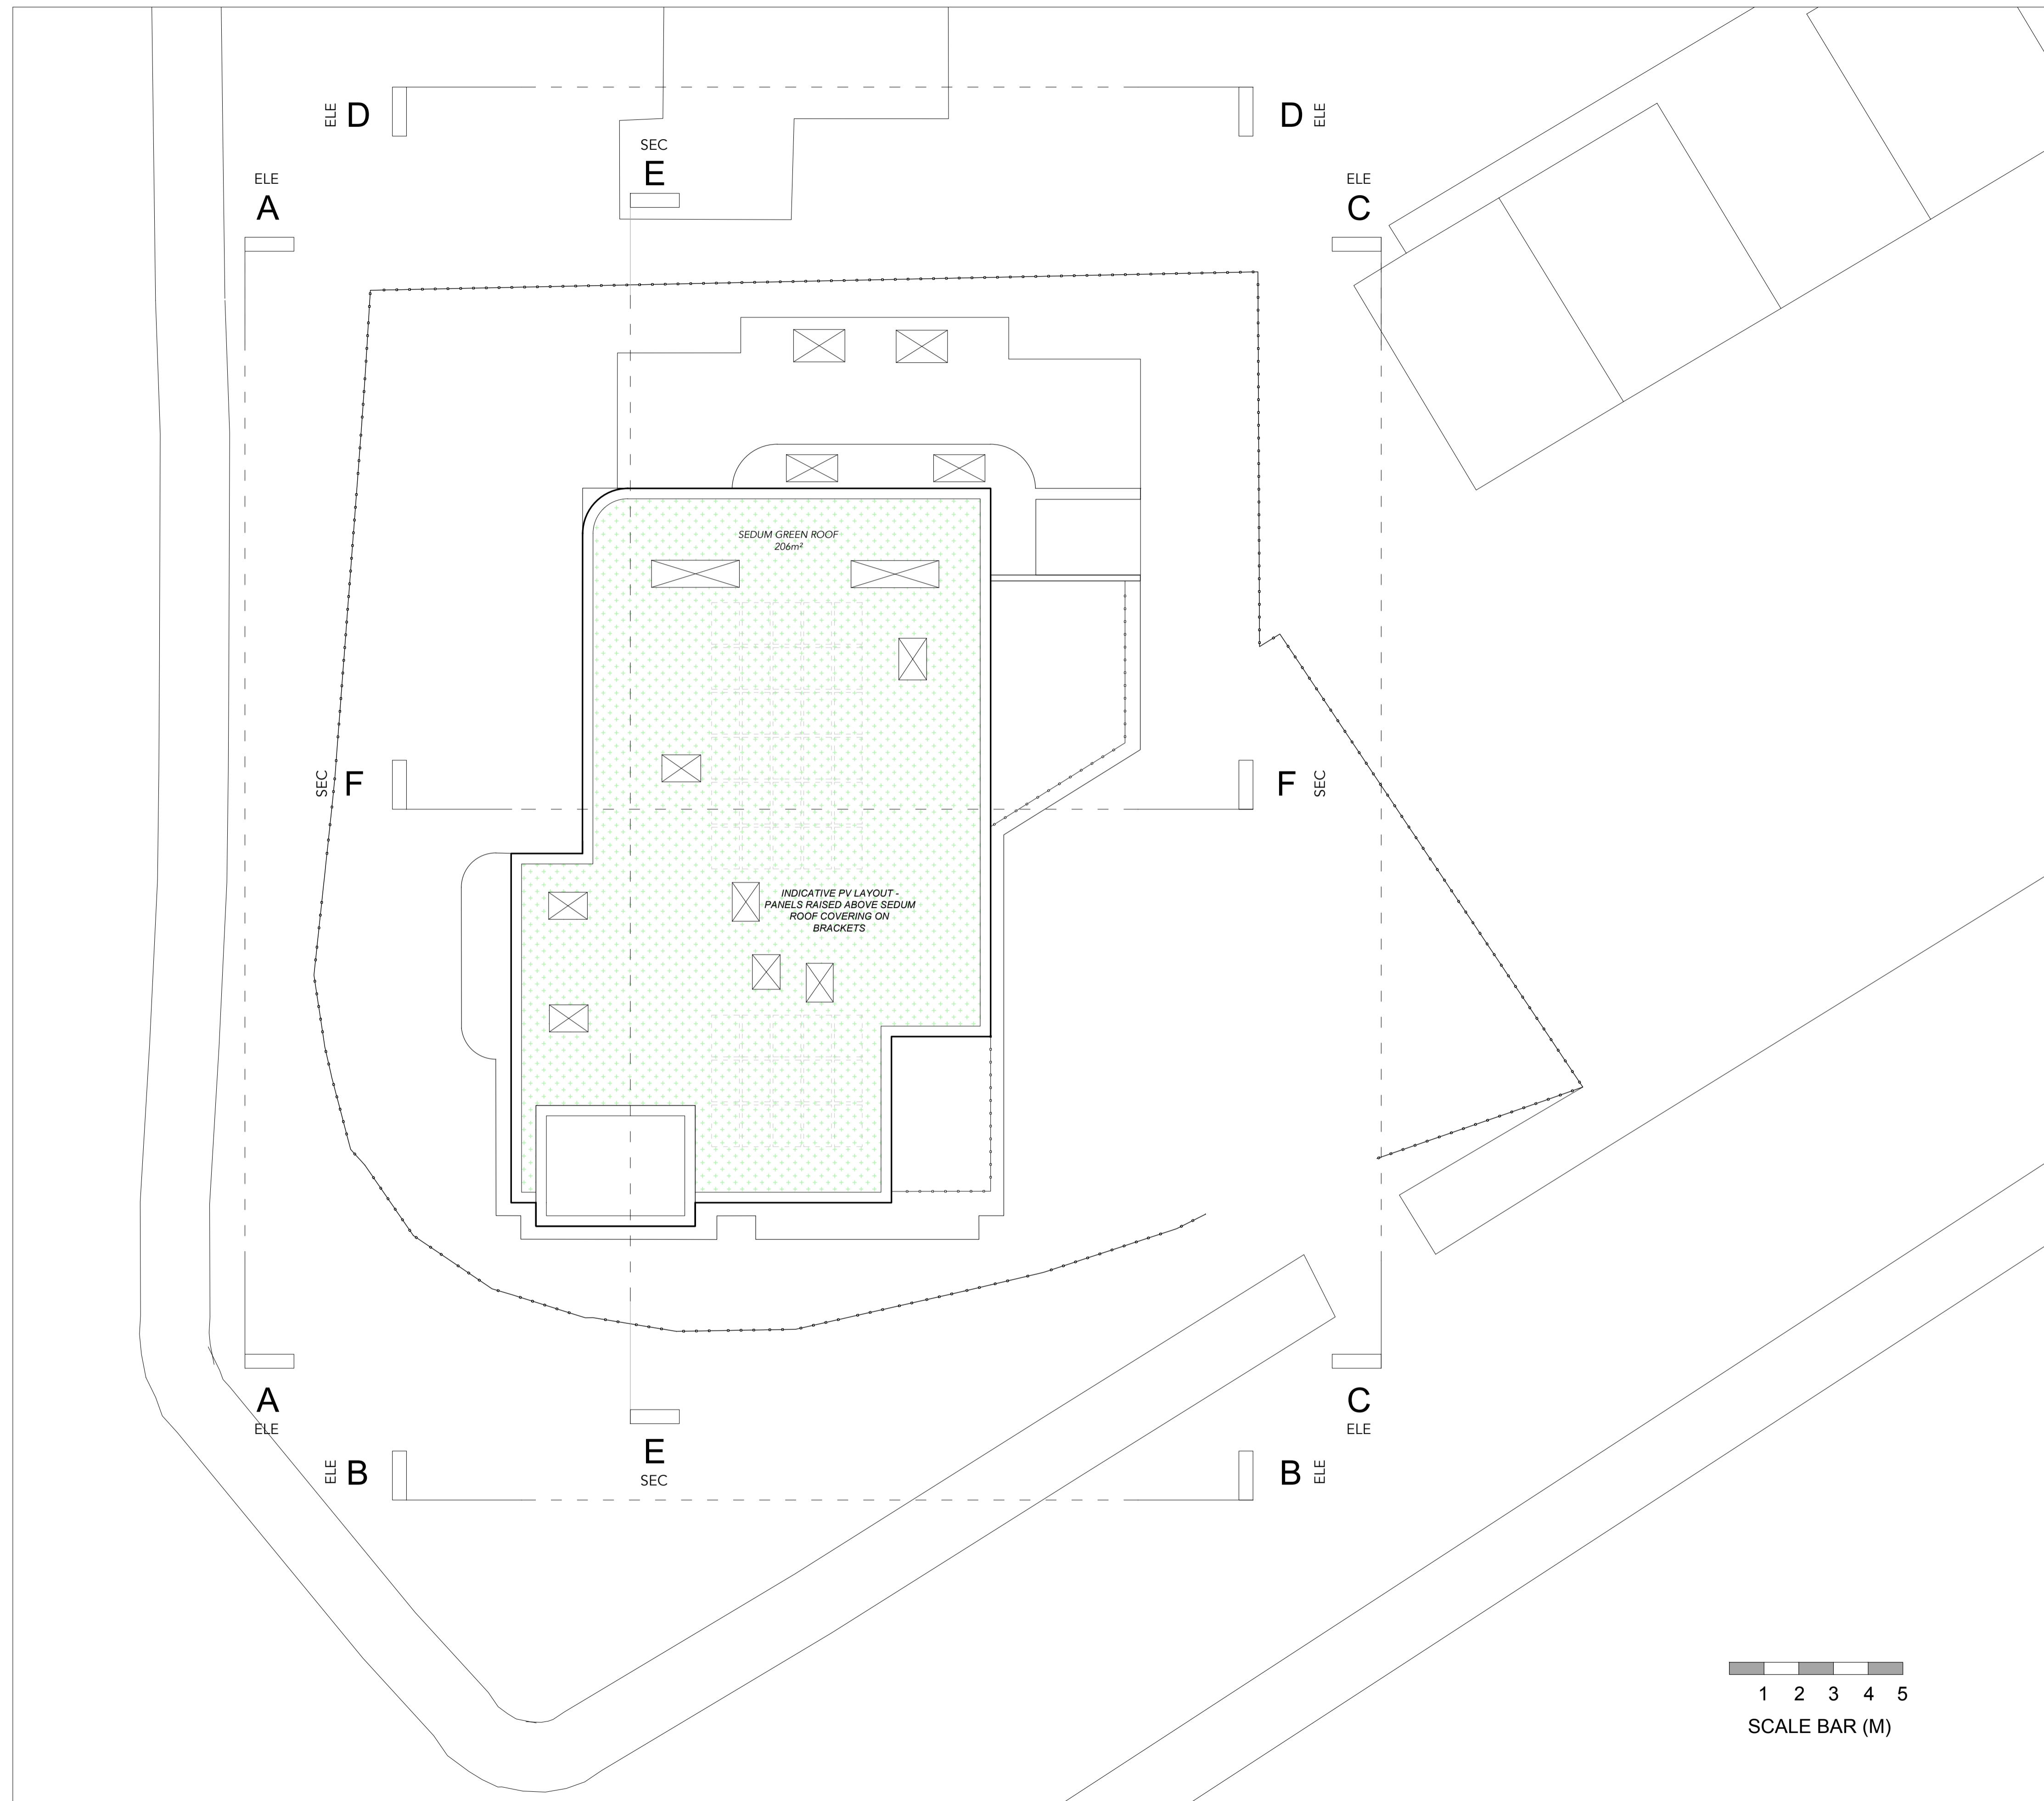 ELE
D
D
ELE
SEC
E
ELE
A
ELE
C
SEDUM GREEN ROOF
206m²
SEC
F
F
SEC
INDICATIVE PV LAYOUT -
PANELS RAISED ABOVE SEDUM
ROOF COVERING ON
BRACKETS
A
ELE
C
ELE
E
SEC
ELE
B
B
ELE
1 2 3 4 5
SCALE BAR (M)